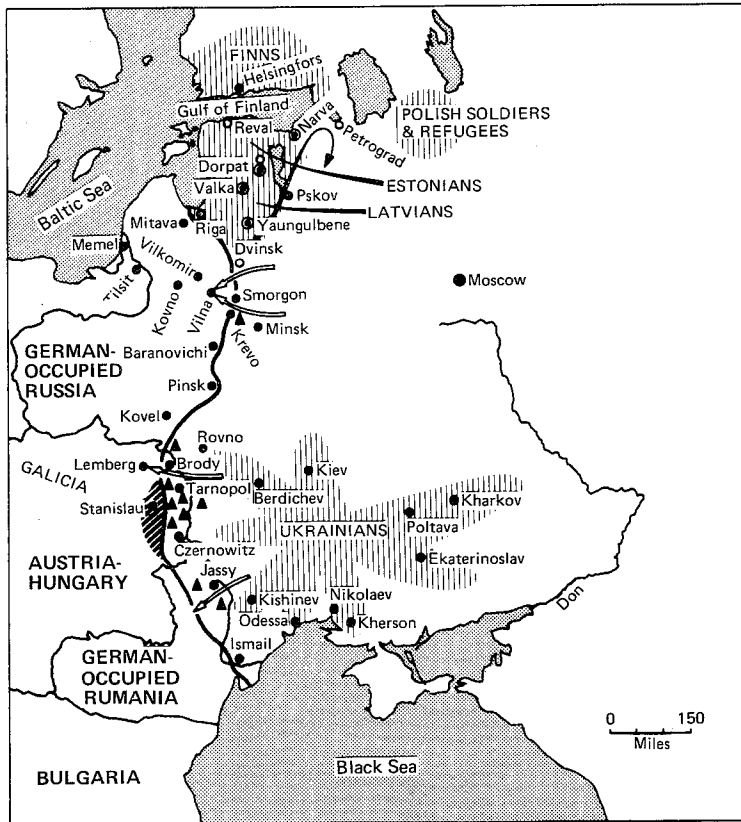 FINNS
Helsingfors
Gulf of Finland
POLISH SOLDIERS
& REFUGEES
Narva
Petrograd
Reval
Dorpat
Valka
Pskov
ESTONIANS
LATVIANS
Baltic Sea
Mitava
Riga
Yaungulbene
Memel
Dvinsk
Vilkomir
Tilsit
Kovno
Vilna
Smorgon
Moscow
Krevo
Minsk
Baranovichi
GERMAN-
OCCUPIED
RUSSIA
Pinsk
Kovel
Rovno
GALICIA
Lemberg
Brody
Kiev
Tarnopol
Berdichev
Kharkov
Stanislau
UKRAINIANS
Poltava
Czernowitz
Ekaterinoslav
AUSTRIA-
HUNGARY
Jassy
Kishinev
Nikolaev
Don
Odessa
Kherson
Ismail
GERMAN-
OCCUPIED
RUMANIA
0 150
Miles
BULGARIA
Black Sea